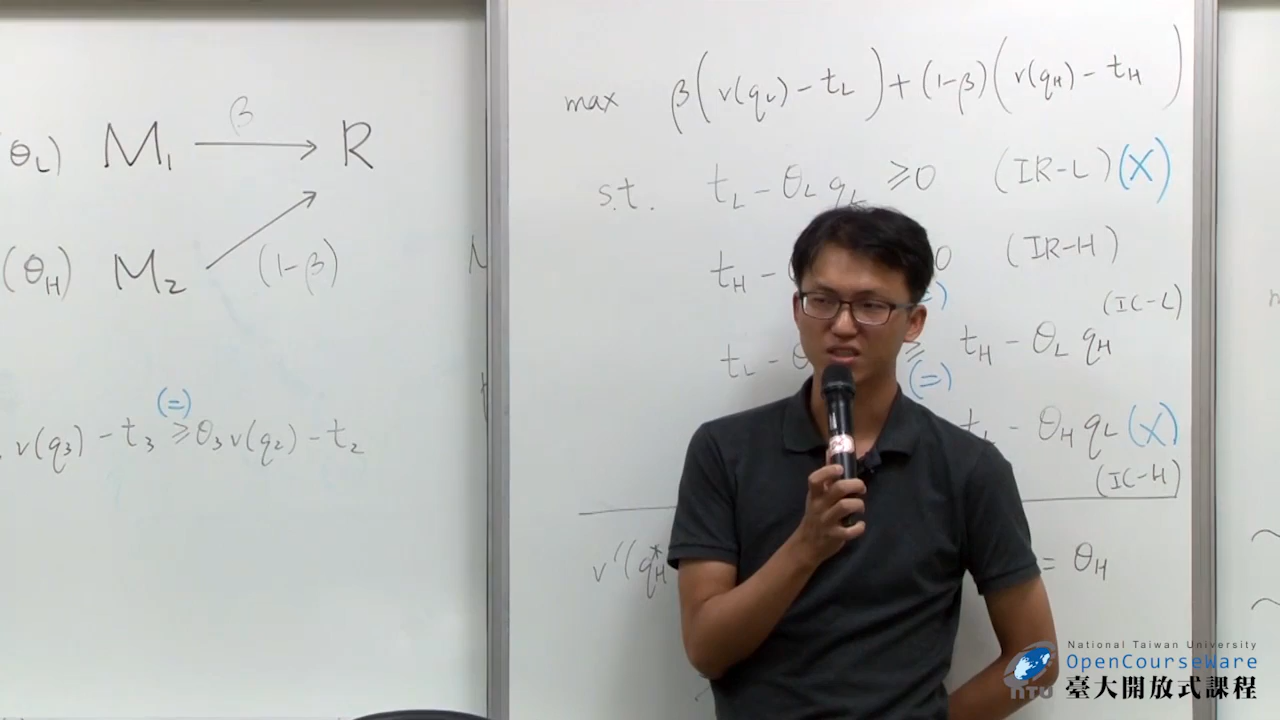 (θL) M1 β R
(θH) M2 (1-β)
v(q3) - t3 (=) ≥ θ3 v(q2) - t2
max β(v(qL) - tL) + (1-β)(v(qH) - tH)
s.t. tL - θL qL ≥ 0 (IR-L) (X)
tH - 0 (IR-H)
(IC-L)
tL - θ ≥ tH - θL qH
(=)
tL - θH qL (X)
(IC-H)
v'(q*H = θH
National Taiwan University
OpenCourseWare
NTU 臺大開放式課程